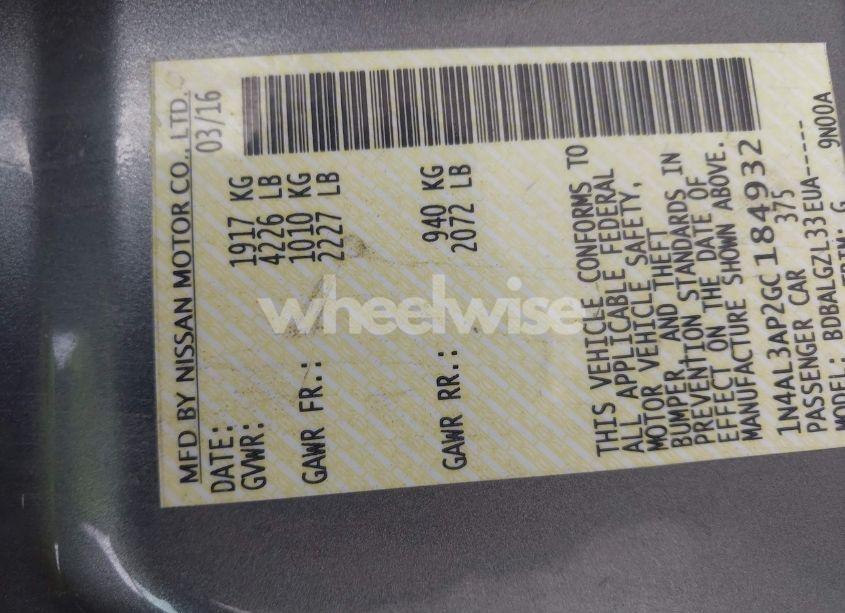 MFD BY NISSAN MOTOR CO., LTD.
DATE: 03/16
GVWR: 1917 KG
4226 LB
GAWR FR.: 1010 KG
2227 LB
GAWR RR.: 940 KG
2072 LB
THIS VEHICLE CONFORMS TO
ALL APPLICABLE FEDERAL
MOTOR VEHICLE SAFETY,
BUMPER AND THEFT
PREVENTION STANDARDS IN
EFFECT ON THE DATE OF
MANUFACTURE SHOWN ABOVE.
1N4AL3AP2GC184932
PASSENGER CAR 375
MODEL: BDBALGZL33EUA-----
TRIM: G 9N00A
wheelwise